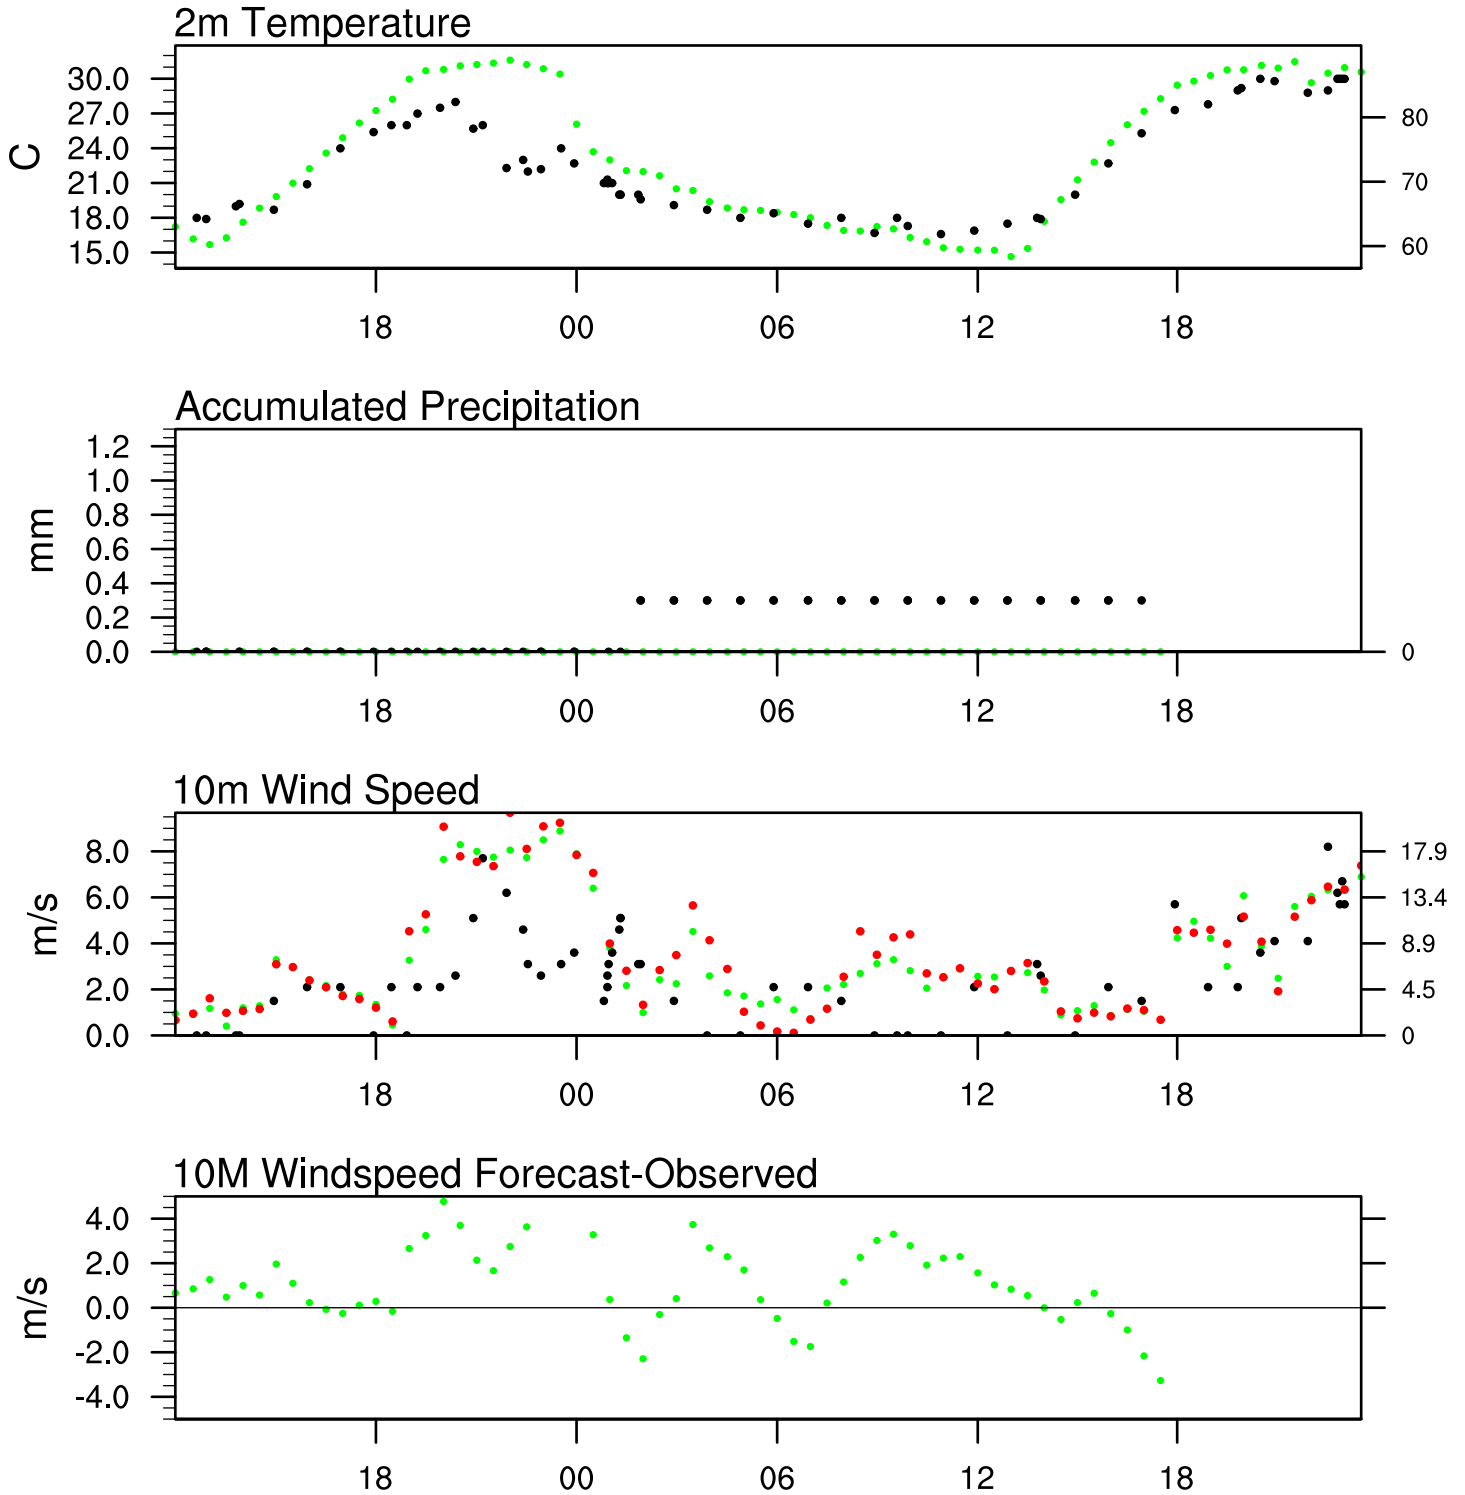 2m Temperature
C
30.0
27.0
24.0
21.0
18.0
15.0
80
70
60
18 00 06 12 18
Accumulated Precipitation
mm
1.2
1.0
0.8
0.6
0.4
0.2
0.0
0
18 00 06 12 18
10m Wind Speed
m/s
8.0 17.9
6.0 13.4
4.0 8.9
2.0 4.5
0.0 0
18 00 06 12 18
10M Windspeed Forecast-Observed
m/s
4.0
2.0
0.0
-2.0
-4.0
18 00 06 12 18